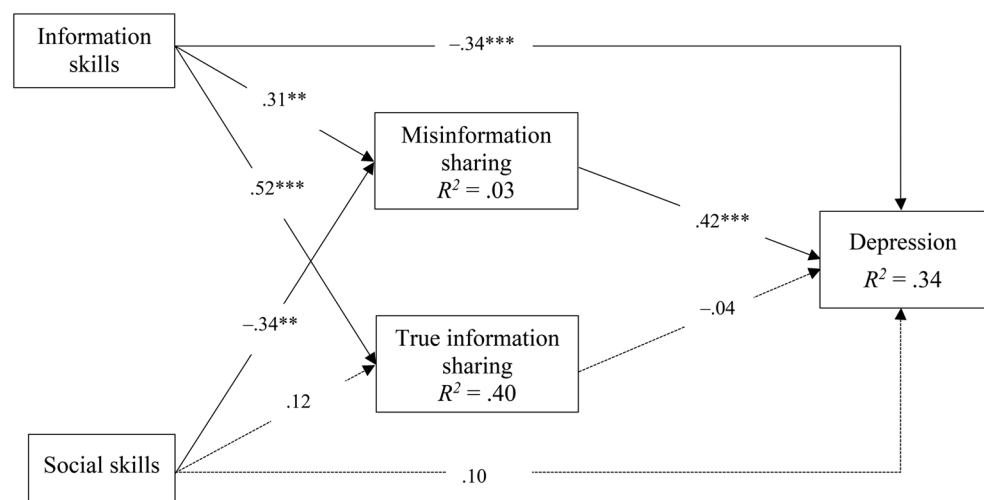 Information
skills
–.34***
.31**
Misinformation
sharing
R² = .03
.52***
.42***
Depression
R² = .34
–.04
–.34**
True information
sharing
R² = .40
.12
Social skills
.10